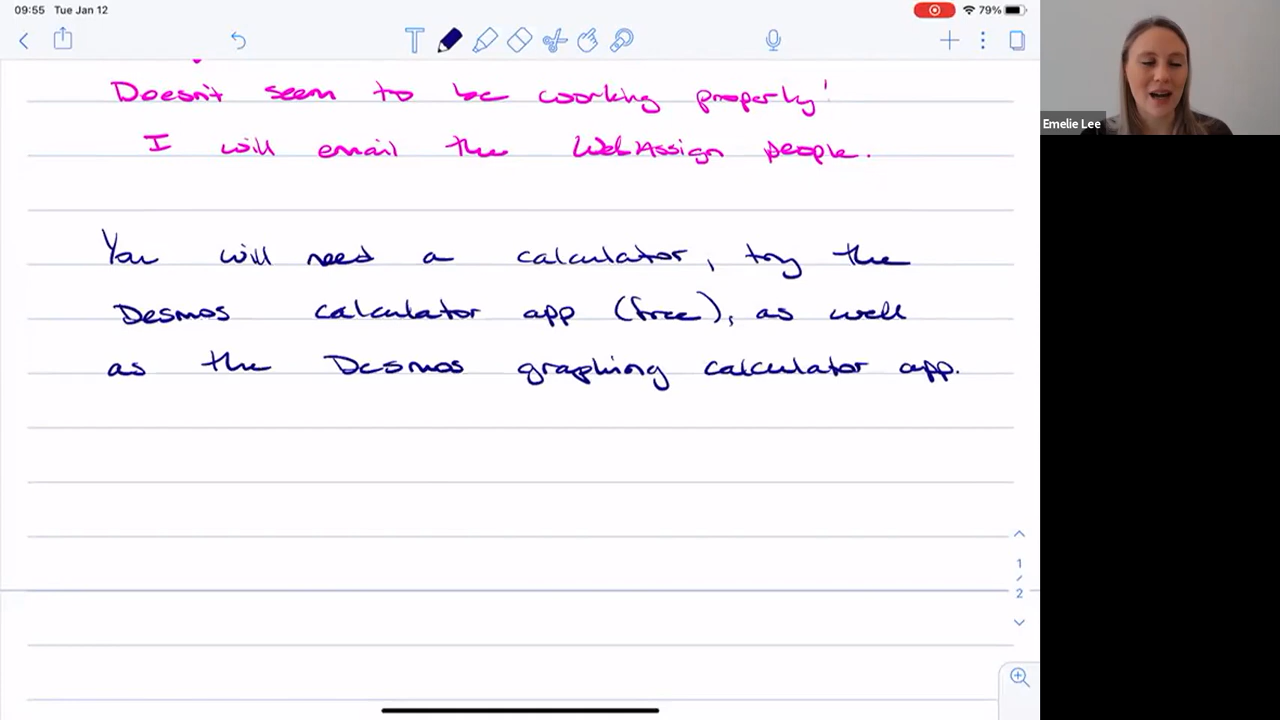 09:55 Tue Jan 12
79%
Doesn't seem to be working properly!
I will email the WebAssign people.
Emelie Lee
You will need a calculator, try the
Desmos calculator app (free), as well
as the Desmos graphing calculator app.
T
1
/
2